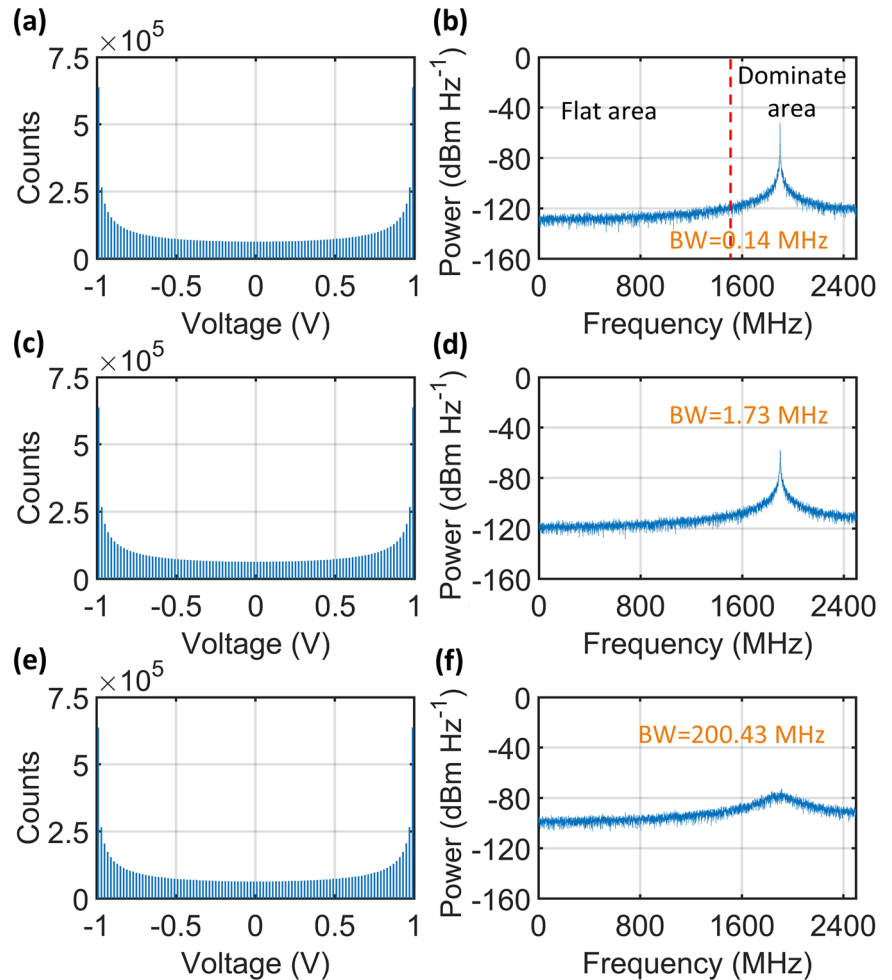 (a)
×10^5
7.5
5
2.5
0
Counts
-1 -0.5 0 0.5 1
Voltage (V)
(b)
0
-40
-80
-120
-160
Power (dBm Hz^-1)
Flat area
Dominate
area
BW=0.14 MHz
0 800 1600 2400
Frequency (MHz)
(c)
×10^5
7.5
5
2.5
0
Counts
-1 -0.5 0 0.5 1
Voltage (V)
(d)
0
-40
-80
-120
-160
Power (dBm Hz^-1)
BW=1.73 MHz
0 800 1600 2400
Frequency (MHz)
(e)
×10^5
7.5
5
2.5
0
Counts
-1 -0.5 0 0.5 1
Voltage (V)
(f)
0
-40
-80
-120
-160
Power (dBm Hz^-1)
BW=200.43 MHz
0 800 1600 2400
Frequency (MHz)